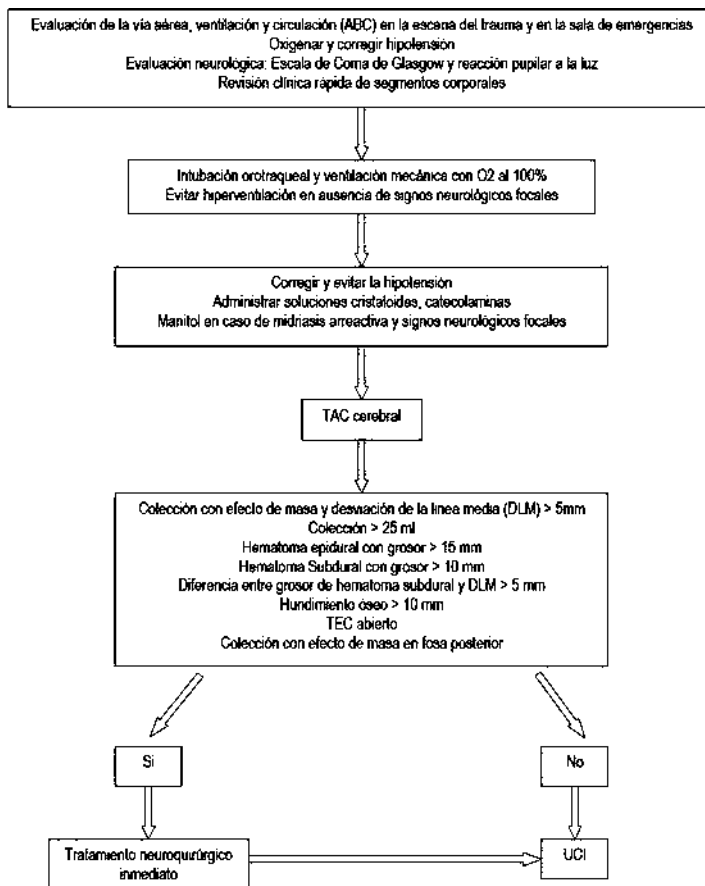 Evaluación de la vía aérea, ventilación y circulación (ABC) en la escena del trauma y en la sala de emergencias
Oxigenar y corregir hipotensión
Evaluación neurológica: Escala de Coma de Glasgow y reacción pupilar a la luz
Revisión clínica rápida de segmentos corporales
Intubación orotraqueal y ventilación mecánica con O2 al 100%
Evitar hiperventilación en ausencia de signos neurológicos focales
Corregir y evitar la hipotensión
Administrar soluciones cristaloides, catecolaminas
Manitol en caso de midriasis arreactiva y signos neurológicos focales
TAC cerebral
Colección con efecto de masa y desviación de la línea media (DLM) > 5mm
Colección > 25 ml
Hematoma epidural con grosor > 15 mm
Hematoma Subdural con grosor > 10 mm
Diferencia entre grosor de hematoma subdural y DLM > 5 mm
Hundimiento óseo > 10 mm
TEC abierto
Colección con efecto de masa en fosa posterior
Si
No
Tratamiento neuroquirúrgico
inmediato
UCI